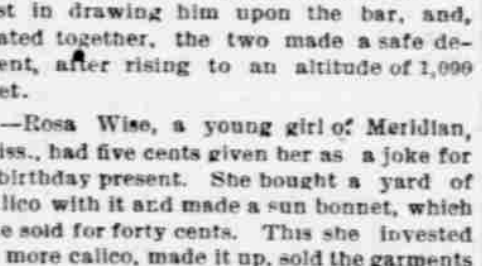 st in drawing him upon the bar, and,
ated together, the two made a safe de-
ent, after rising to an altitude of 1,000
et.
—Rosa Wise, a young girl of Meridian,
iss., had five cents given her as a joke for
birthday present. She bought a yard of
lico with it and made a sun bonnet, which
e sold for forty cents. This she invested
more calico, made it up, sold the garments